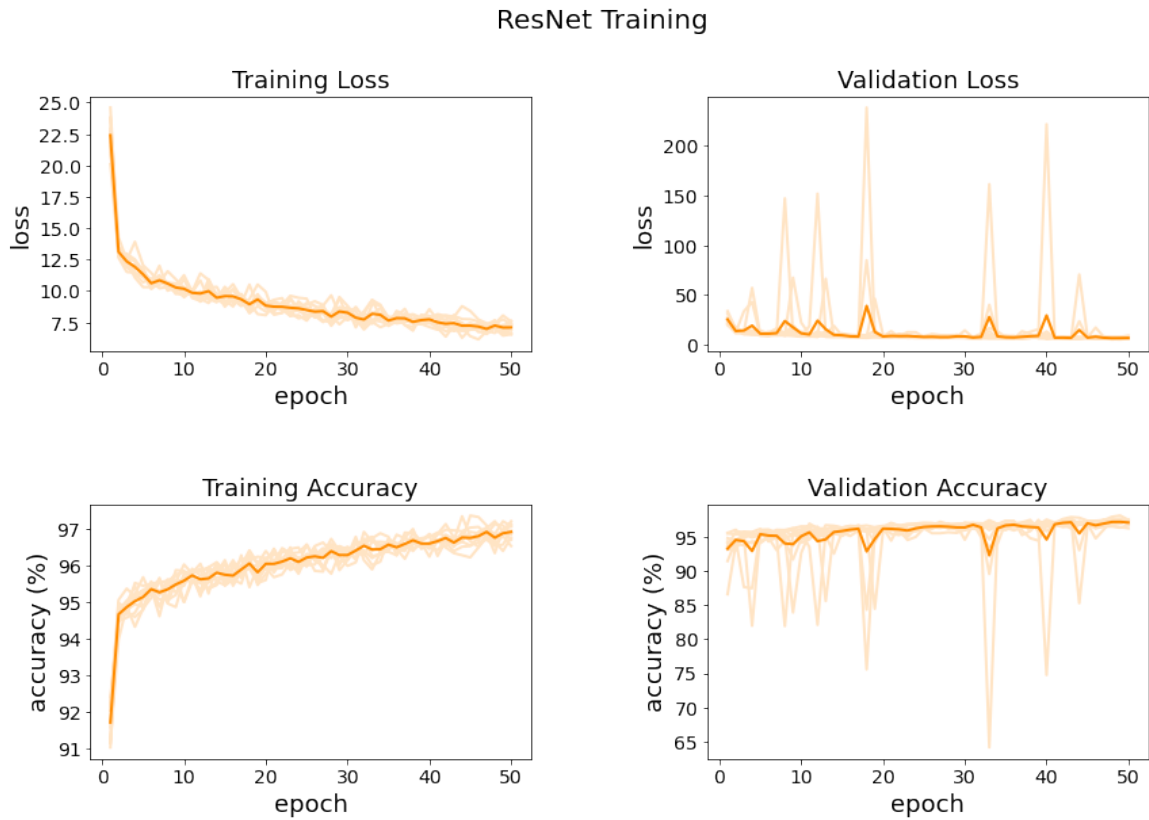 ResNet Training
Training Loss
25.0
22.5
20.0
17.5
15.0
12.5
10.0
7.5
loss
0 10 20 30 40 50
epoch
Validation Loss
200
150
100
50
0
loss
0 10 20 30 40 50
epoch
Training Accuracy
97
96
95
94
93
92
91
accuracy (%)
0 10 20 30 40 50
epoch
Validation Accuracy
95
90
85
80
75
70
65
accuracy (%)
0 10 20 30 40 50
epoch